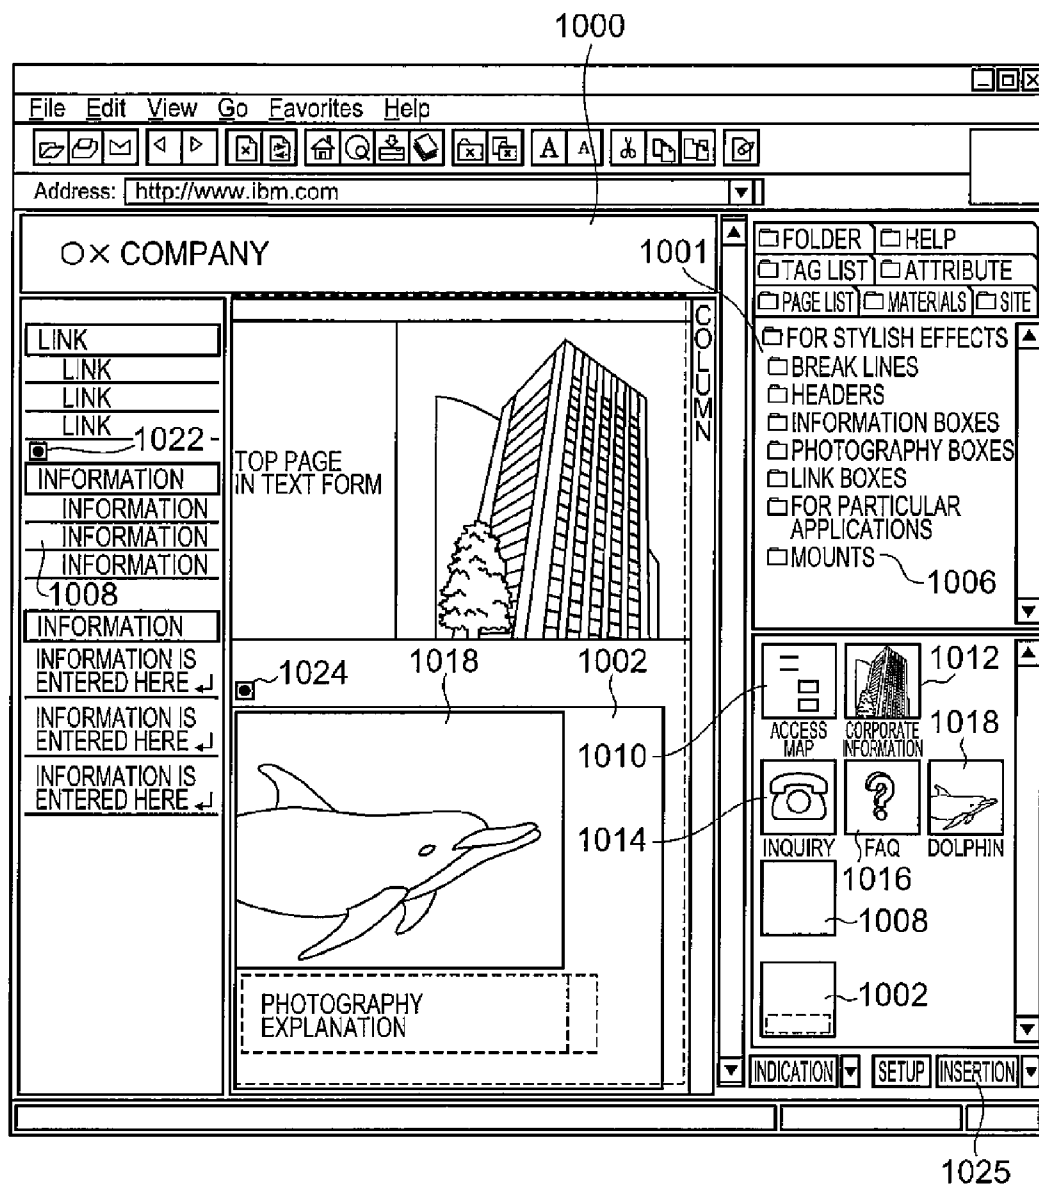 1000
File Edit View Go Favorites Help
A A
Address: http://www.ibm.com
○× COMPANY
LINK
LINK
LINK
LINK
1022
INFORMATION
INFORMATION
INFORMATION
INFORMATION
1008
INFORMATION
INFORMATION IS
ENTERED HERE ↵
INFORMATION IS
ENTERED HERE ↵
INFORMATION IS
ENTERED HERE ↵
TOP PAGE
IN TEXT FORM
COLUMN
1024
1018
1002
PHOTOGRAPHY
EXPLANATION
1001
FOLDER HELP
TAG LIST ATTRIBUTE
PAGE LIST MATERIALS SITE
FOR STYLISH EFFECTS
BREAK LINES
HEADERS
INFORMATION BOXES
PHOTOGRAPHY BOXES
LINK BOXES
FOR PARTICULAR
APPLICATIONS
MOUNTS
1006
1012
ACCESS
MAP
CORPORATE
INFORMATION
1018
1010
1014
?
INQUIRY FAQ DOLPHIN
1016
1008
1002
INDICATION SETUP INSERTION
1025